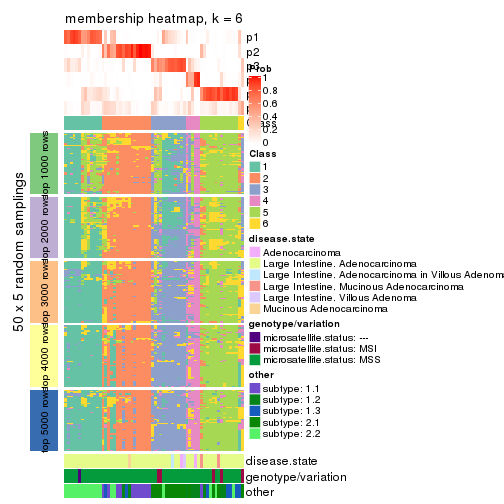 membership heatmap, k = 6
p1
p2
p3
Prob
1
0.8
0.6
0.4
0.2
0
Class
1
2
3
4
5
6
disease.state
Adenocarcinoma
Large Intestine. Adenocarcinoma
Large Intestine. Adenocarcinoma in Villous Adenom
Large Intestine. Mucinous Adenocarcinoma
Large Intestine. Villous Adenoma
Mucinous Adenocarcinoma
genotype/variation
microsatellite.status: ---
microsatellite.status: MSI
microsatellite.status: MSS
other
subtype: 1.1
subtype: 1.2
subtype: 1.3
subtype: 2.1
subtype: 2.2
50 x 5 random samplings
top 1000 rows
top 2000 rows
top 3000 rows
top 4000 rows
top 5000 rows
disease.state
genotype/variation
other